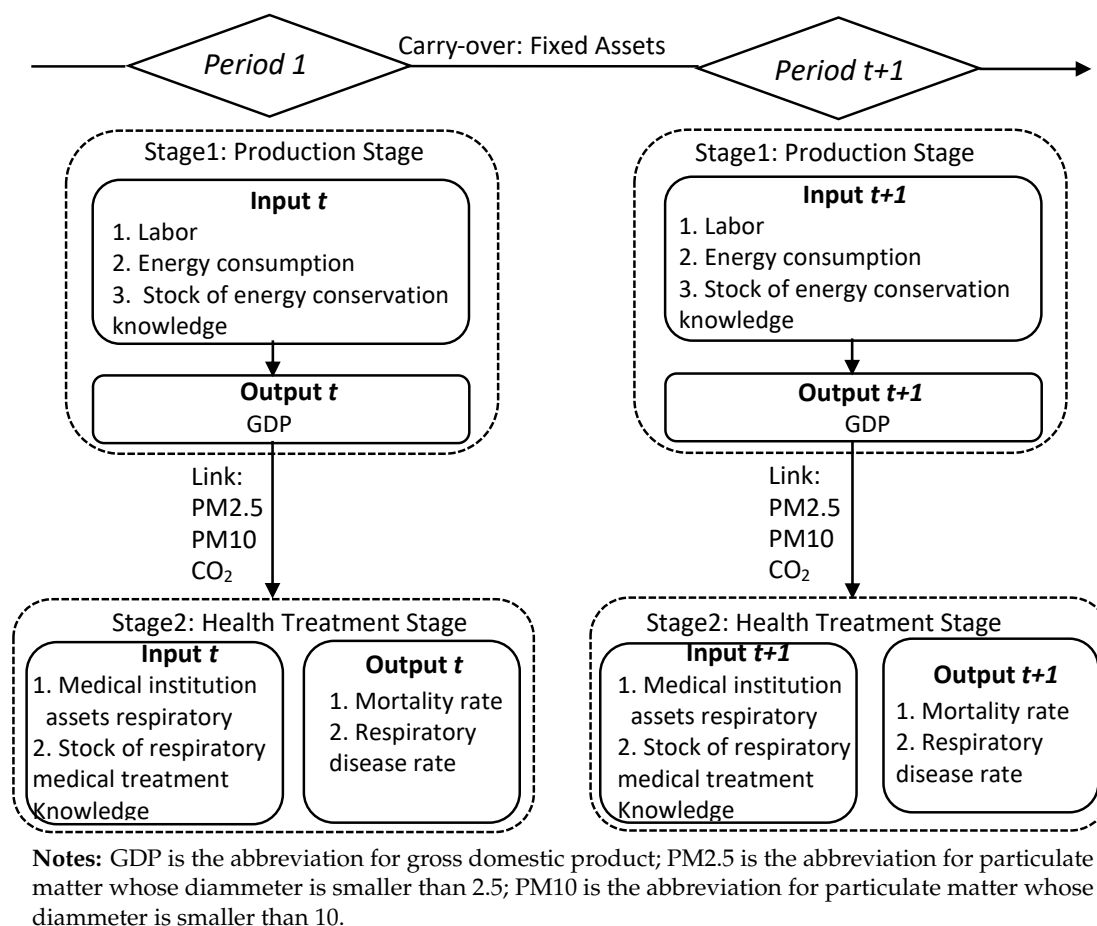 Period 1
Carry-over: Fixed Assets
Period t+1
Stage1: Production Stage
Input t
1. Labor
2. Energy consumption
3. Stock of energy conservation
knowledge
Output t
GDP
Link:
PM2.5
PM10
CO₂
Stage2: Health Treatment Stage
Input t
1. Medical institution
assets respiratory
2. Stock of respiratory
medical treatment
Knowledge
Output t
1. Mortality rate
2. Respiratory
disease rate
Stage1: Production Stage
Input t+1
1. Labor
2. Energy consumption
3. Stock of energy conservation
knowledge
Output t+1
GDP
Link:
PM2.5
PM10
CO₂
Stage2: Health Treatment Stage
Input t+1
1. Medical institution
assets respiratory
2. Stock of respiratory
medical treatment
Knowledge
Output t+1
1. Mortality rate
2. Respiratory
disease rate
Notes: GDP is the abbreviation for gross domestic product; PM2.5 is the abbreviation for particulate
matter whose diammeter is smaller than 2.5; PM10 is the abbreviation for particulate matter whose
diammeter is smaller than 10.